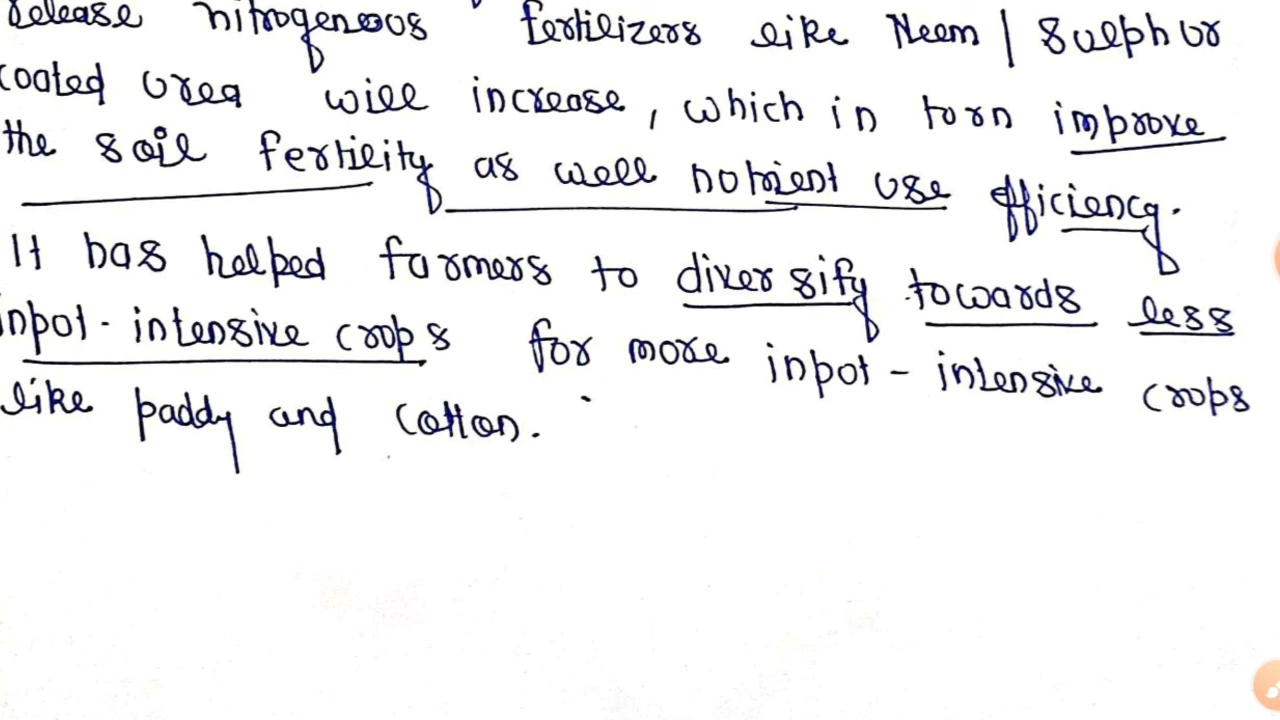 release nitrogenous fertilizers like Neem | Sulphur
coated urea will increase, which in turn improve
the soil fertility as well nutrient use efficiency.
It has helped farmers to diversify towards less
input-intensive crops for more input-intensive crops
like paddy and cotton.